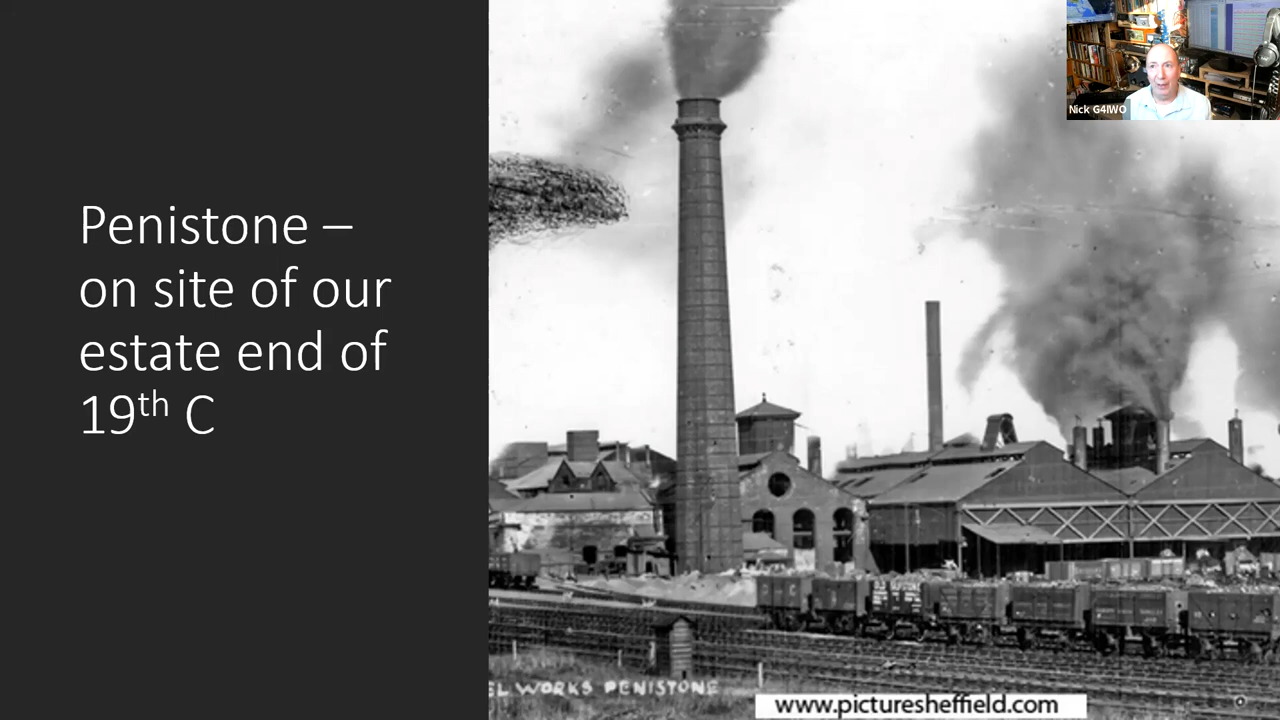 Penistone –
on site of our
estate end of
19th C
Nick G4IWO
EL WORKS PENISTONE
www.picturesheffield.com